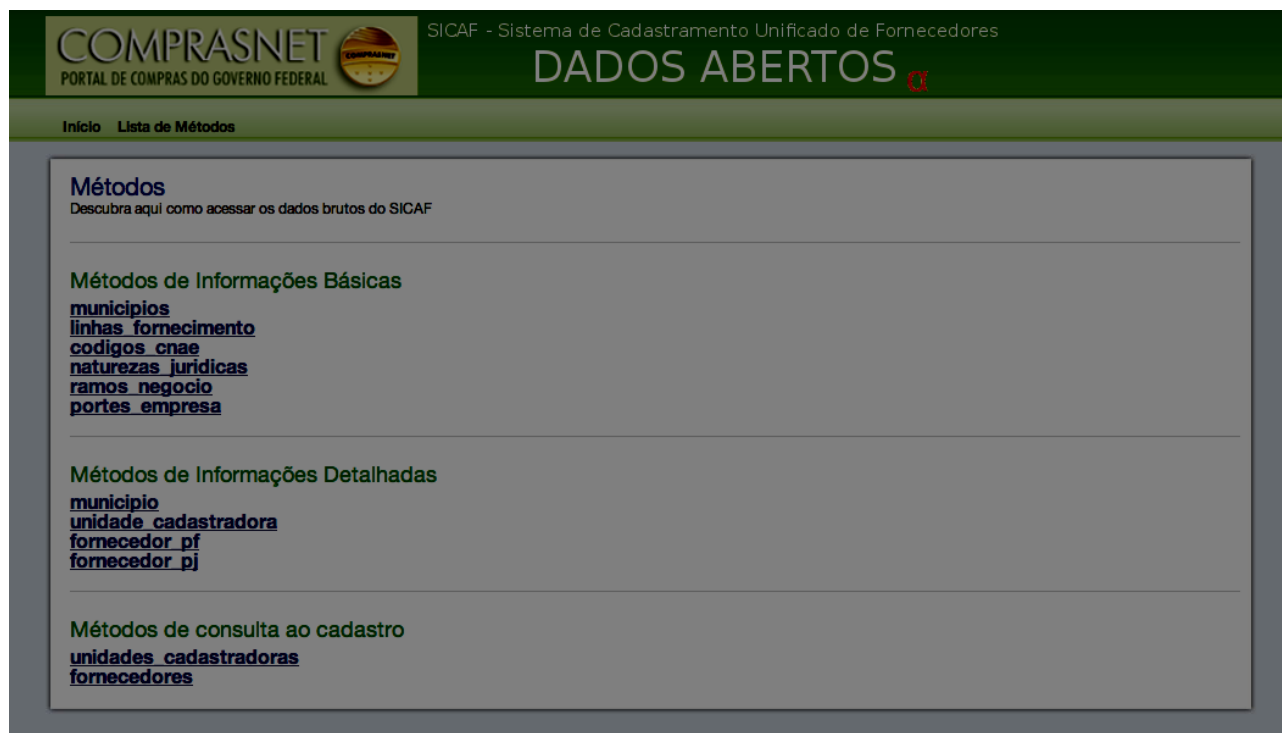 COMPRASNET
COMPRASNET
PORTAL DE COMPRAS DO GOVERNO FEDERAL
SICAF - Sistema de Cadastramento Unificado de Fornecedores
DADOS ABERTOS α
Início Lista de Métodos
Métodos
Descubra aqui como acessar os dados brutos do SICAF
Métodos de Informações Básicas
municipios
linhas_fornecimento
codigos_cnae
naturezas_juridicas
ramos_negocio
portes_empresa
Métodos de Informações Detalhadas
municipio
unidade_cadastradora
fornecedor_pf
fornecedor_pj
Métodos de consulta ao cadastro
unidades_cadastradoras
fornecedores